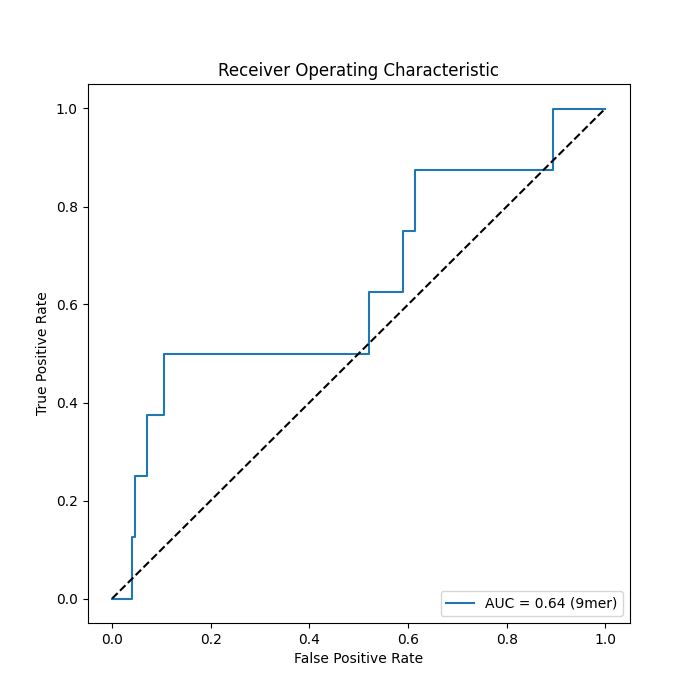 Receiver Operating Characteristic
True Positive Rate
1.0
0.8
0.6
0.4
0.2
0.0
AUC = 0.64 (9mer)
0.0 0.2 0.4 0.6 0.8 1.0
False Positive Rate